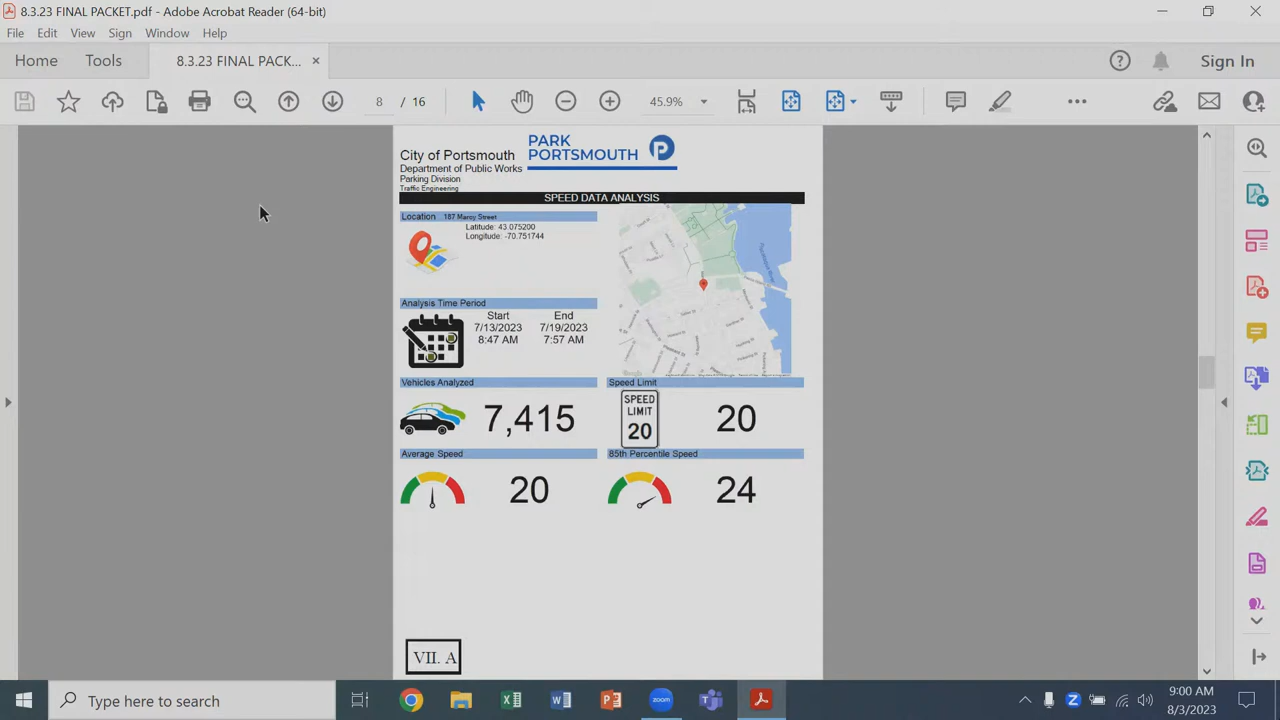 8.3.23 FINAL PACKET.pdf - Adobe Acrobat Reader (64-bit)
File Edit View Sign Window Help
Home Tools 8.3.23 FINAL PACK... × Sign In
8 / 16 45.9%
City of Portsmouth
Department of Public Works
Parking Division
Traffic Engineering
PARK
PORTSMOUTH
SPEED DATA ANALYSIS
Location 187 Marcy Street
Latitude: 43.075200
Longitude: -70.751744
Analysis Time Period
Start End
7/13/2023 7/19/2023
8:47 AM 7:57 AM
Vehicles Analyzed Speed Limit
7,415
SPEED
LIMIT
20
20
Average Speed 85th Percentile Speed
20 24
VII. A
Type here to search
zoom
9:00 AM
8/3/2023